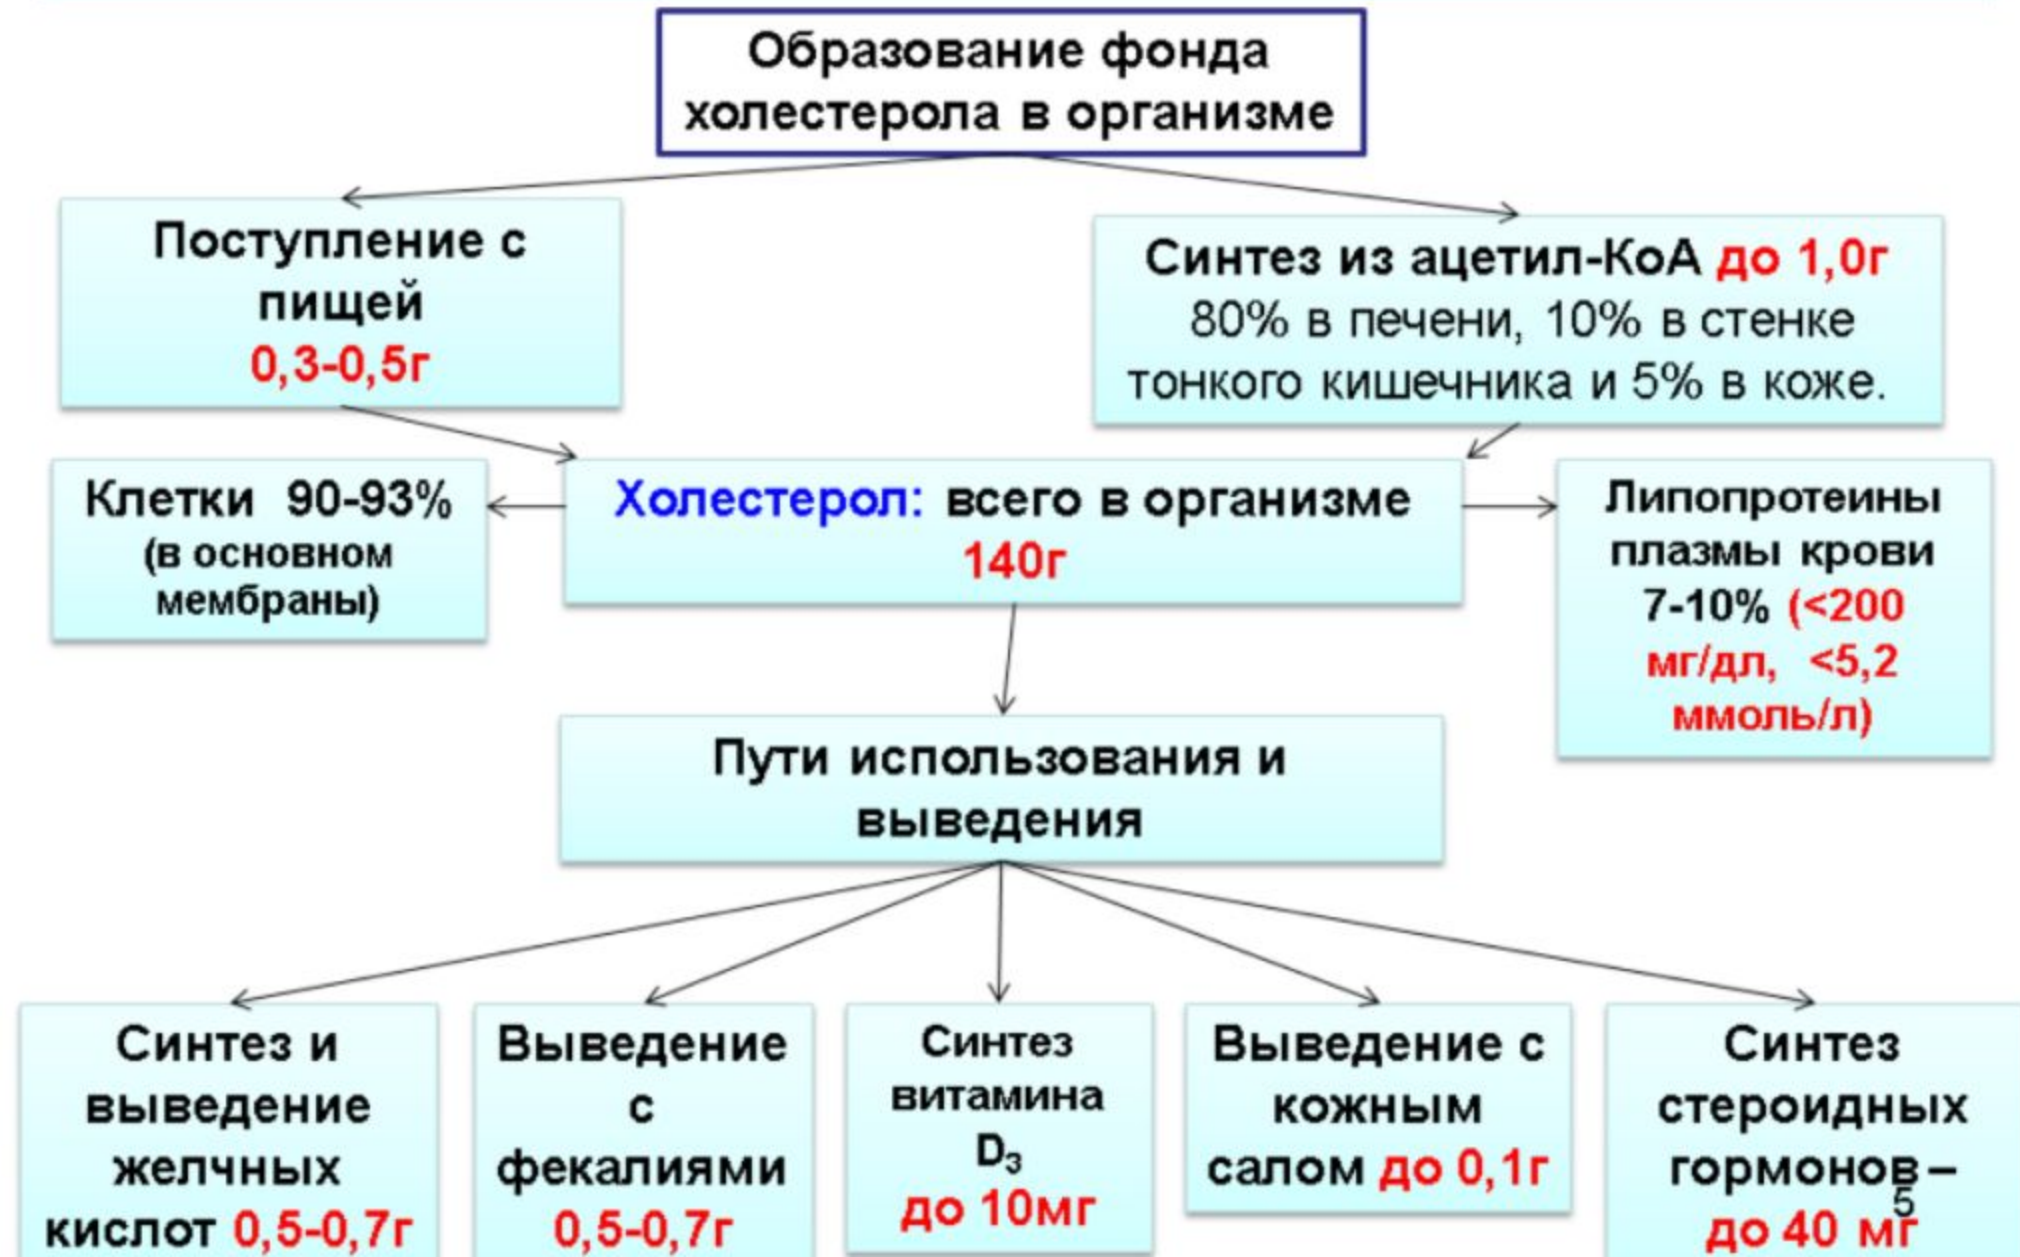 Образование фонда
холестерола в организме
Поступление с
пищей
0,3-0,5г
Синтез из ацетил-КоА до 1,0г
80% в печени, 10% в стенке
тонкого кишечника и 5% в коже.
Клетки 90-93%
(в основном
мембраны)
Холестерол: всего в организме
140г
Липопротеины
плазмы крови
7-10% (<200
мг/дл, <5,2
ммоль/л)
Пути использования и
выведения
Синтез и
выведение
желчных
кислот 0,5-0,7г
Выведение
с
фекалиями
0,5-0,7г
Синтез
витамина
D₃
до 10мг
Выведение с
кожным
салом до 0,1г
Синтез
стероидных
гормонов –
до 40 мг
5